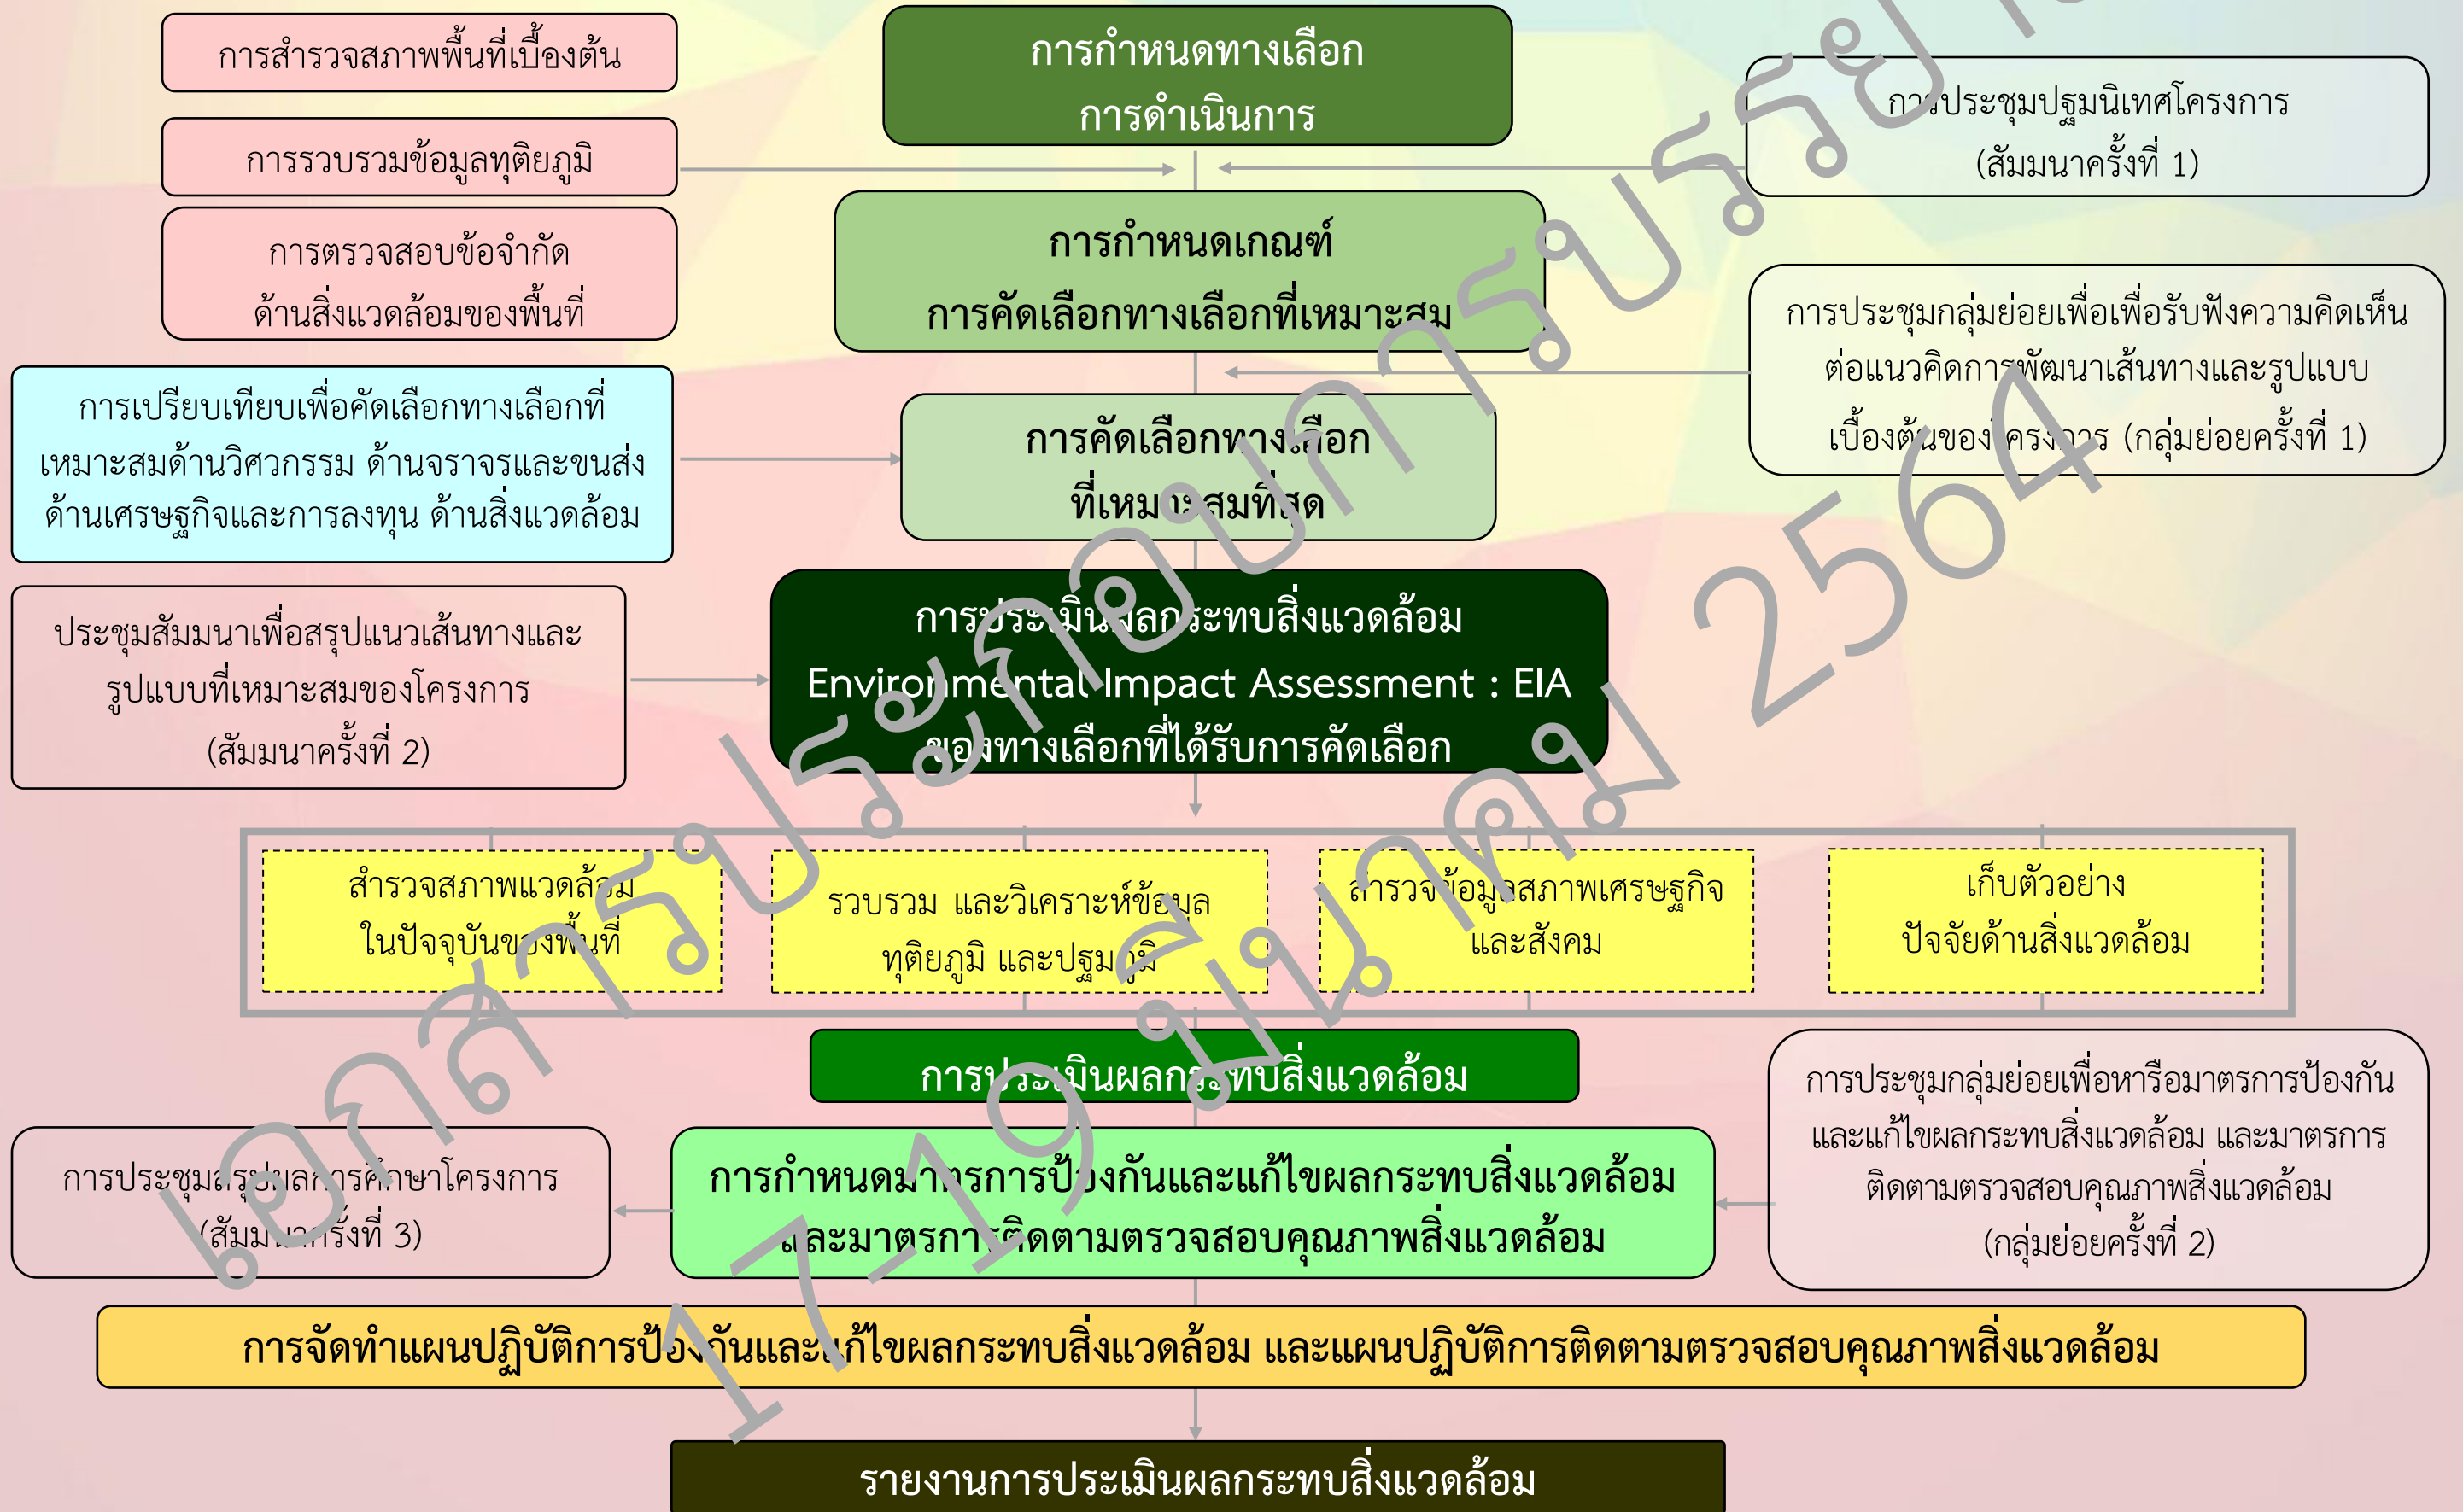 การสำรวจสภาพพื้นที่เบื้องต้น
การกำหนดทางเลือก
การดำเนินการ
การประชุมปฐมนิเทศโครงการ
(สัมมนาครั้งที่ 1)
การรวบรวมข้อมูลทุติยภูมิ
การตรวจสอบข้อจำกัด
ด้านสิ่งแวดล้อมของพื้นที่
การกำหนดเกณฑ์
การคัดเลือกทางเลือกที่เหมาะสม
การประชุมกลุ่มย่อยเพื่อเพื่อรับฟังความคิดเห็น
ต่อแนวคิดการพัฒนาเส้นทางและรูปแบบ
เบื้องต้นของโครงการ (กลุ่มย่อยครั้งที่ 1)
การเปรียบเทียบเพื่อคัดเลือกทางเลือกที่
เหมาะสมด้านวิศวกรรม ด้านจราจรและขนส่ง
ด้านเศรษฐกิจและการลงทุน ด้านสิ่งแวดล้อม
การคัดเลือกทางเลือก
ที่เหมาะสมที่สุด
ประชุมสัมมนาเพื่อสรุปแนวเส้นทางและ
รูปแบบที่เหมาะสมของโครงการ
(สัมมนาครั้งที่ 2)
การประเมินผลกระทบสิ่งแวดล้อม
Environmental Impact Assessment : EIA
ของทางเลือกที่ได้รับการคัดเลือก
สำรวจสภาพแวดล้อม
ในปัจจุบันของพื้นที่
รวบรวม และวิเคราะห์ข้อมูล
ทุติยภูมิ และปฐมภูมิ
สำรวจข้อมูลสภาพเศรษฐกิจ
และสังคม
เก็บตัวอย่าง
ปัจจัยด้านสิ่งแวดล้อม
การประเมินผลกระทบสิ่งแวดล้อม
การประชุมกลุ่มย่อยเพื่อหารือมาตรการป้องกัน
และแก้ไขผลกระทบสิ่งแวดล้อม และมาตรการ
ติดตามตรวจสอบคุณภาพสิ่งแวดล้อม
(กลุ่มย่อยครั้งที่ 2)
การประชุมสรุปผลการศึกษาโครงการ
(สัมมนาครั้งที่ 3)
การกำหนดมาตรการป้องกันและแก้ไขผลกระทบสิ่งแวดล้อม
และมาตรการติดตามตรวจสอบคุณภาพสิ่งแวดล้อม
การจัดทำแผนปฏิบัติการป้องกันและแก้ไขผลกระทบสิ่งแวดล้อม และแผนปฏิบัติการติดตามตรวจสอบคุณภาพสิ่งแวดล้อม
รายงานการประเมินผลกระทบสิ่งแวดล้อม
เอกสารประกอบการบรรยาย
17-19 มีนาคม 2564